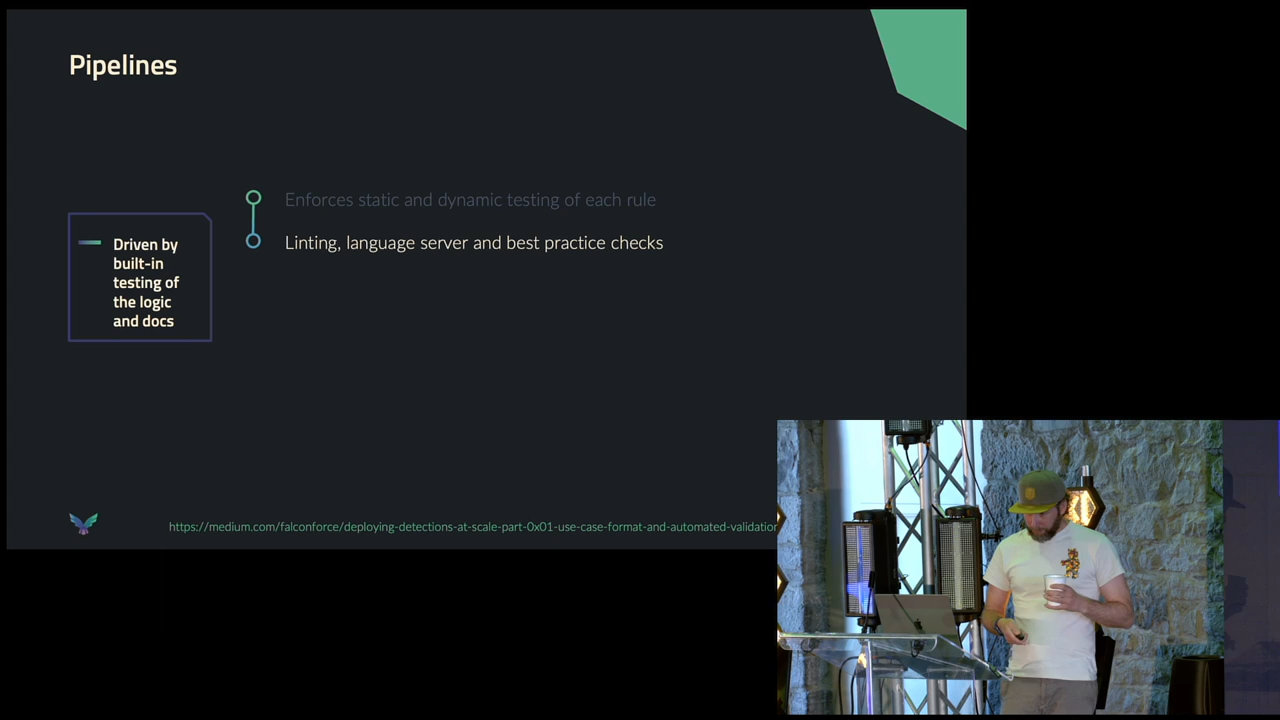 Pipelines
Driven by
built-in
testing of
the logic
and docs
Enforces static and dynamic testing of each rule
Linting, language server and best practice checks
https://medium.com/falconforce/deploying-detections-at-scale-part-0x01-use-case-format-and-automated-validation